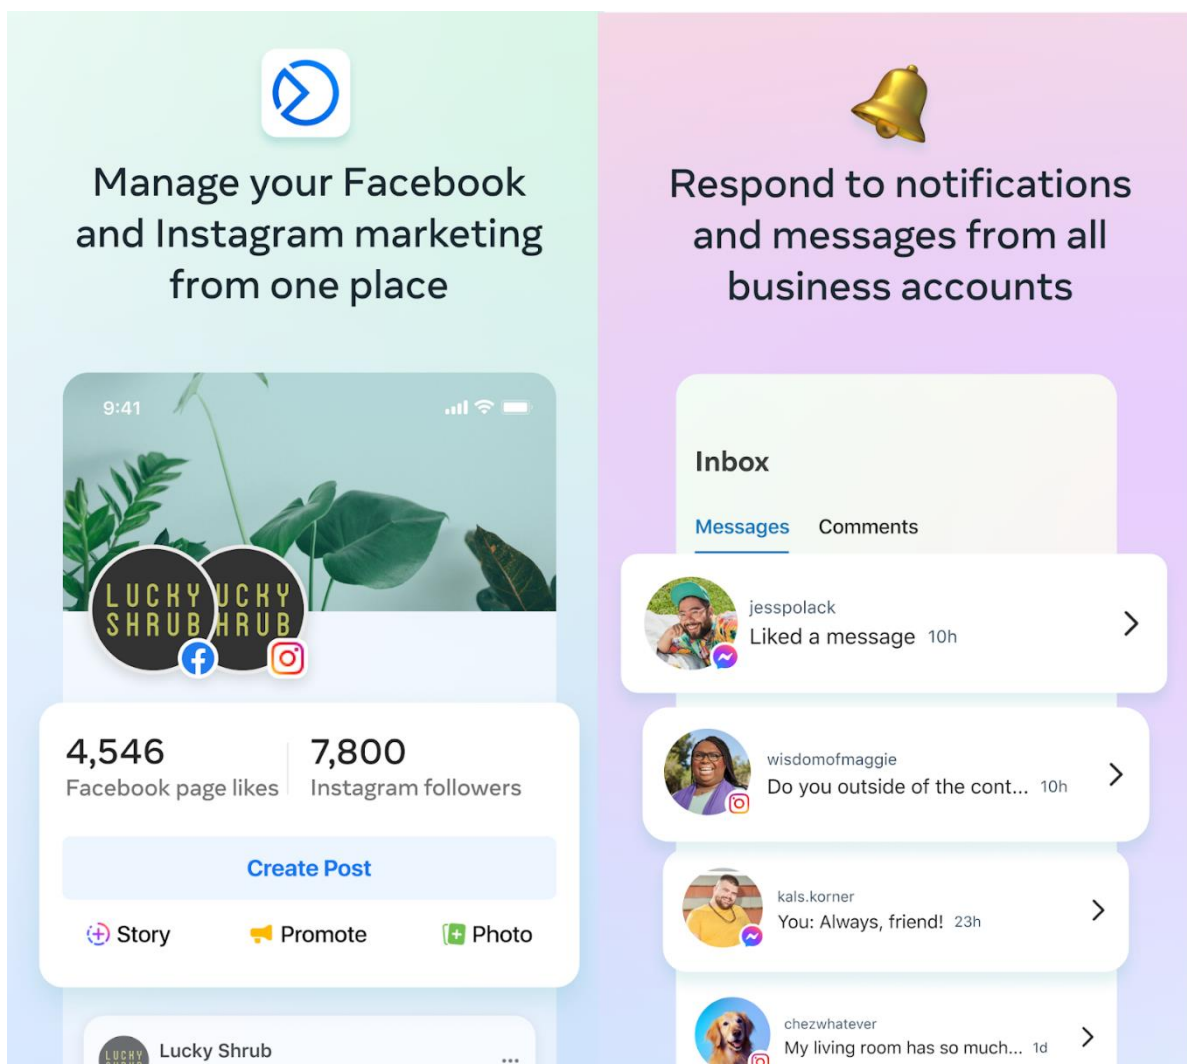 Manage your Facebook
and Instagram marketing
from one place
9:41
LUCKY
SHRUB
UCKY
HRUB
4,546
Facebook page likes
7,800
Instagram followers
Create Post
Story
Promote
Photo
LUCKY
Lucky Shrub
Respond to notifications
and messages from all
business accounts
Inbox
Messages
Comments
jesspolack
Liked a message 10h
wisdomofmaggie
Do you outside of the cont... 10h
kals.korner
You: Always, friend! 23h
chezwhatever
My living room has so much... 1d